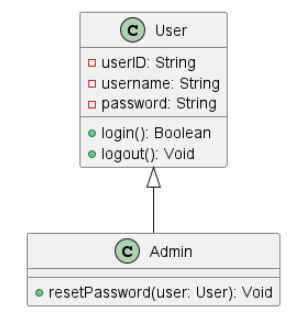 C User
userID: String
username: String
password: String
login(): Boolean
logout(): Void
C Admin
resetPassword(user: User): Void